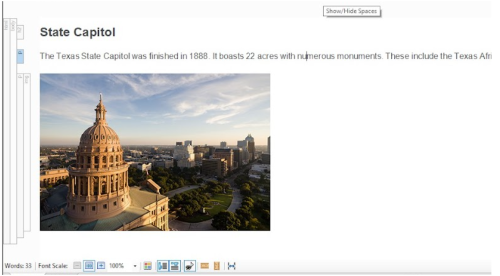 Show/Hide Spaces
State Capitol
The Texas State Capitol was finished in 1888. It boasts 22 acres with numerous monuments. These include the Texas Afri
Words: 33 Font Scale: 100%